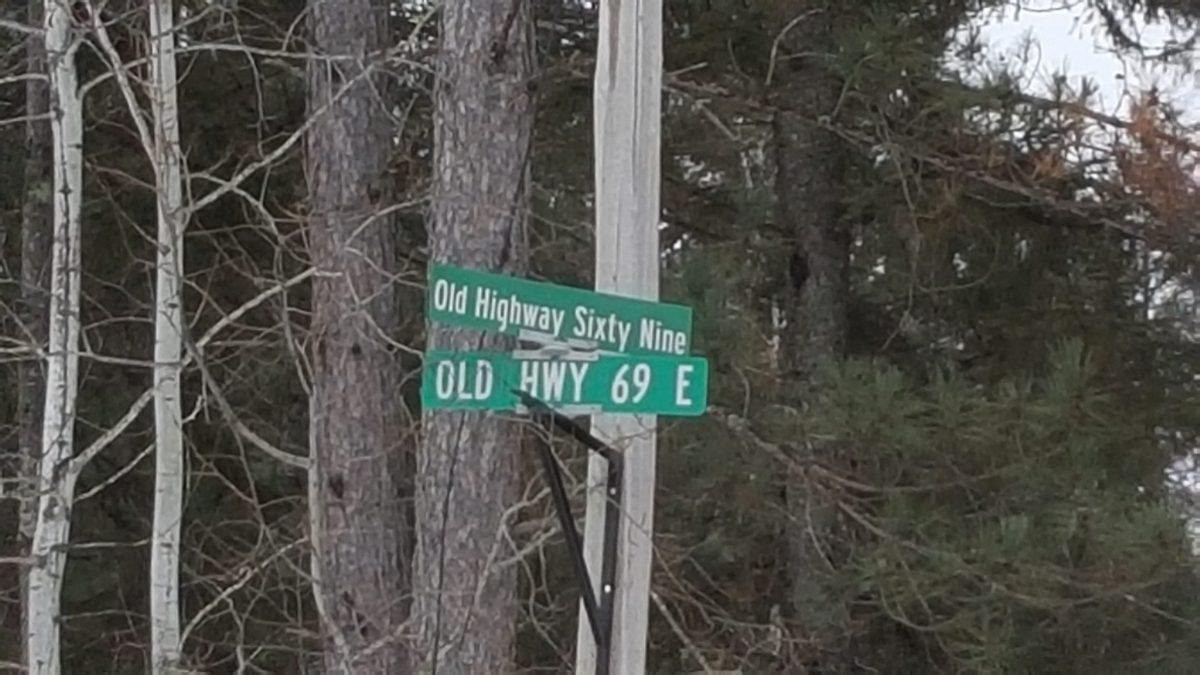 Old Highway Sixty Nine
OLD HWY 69 E